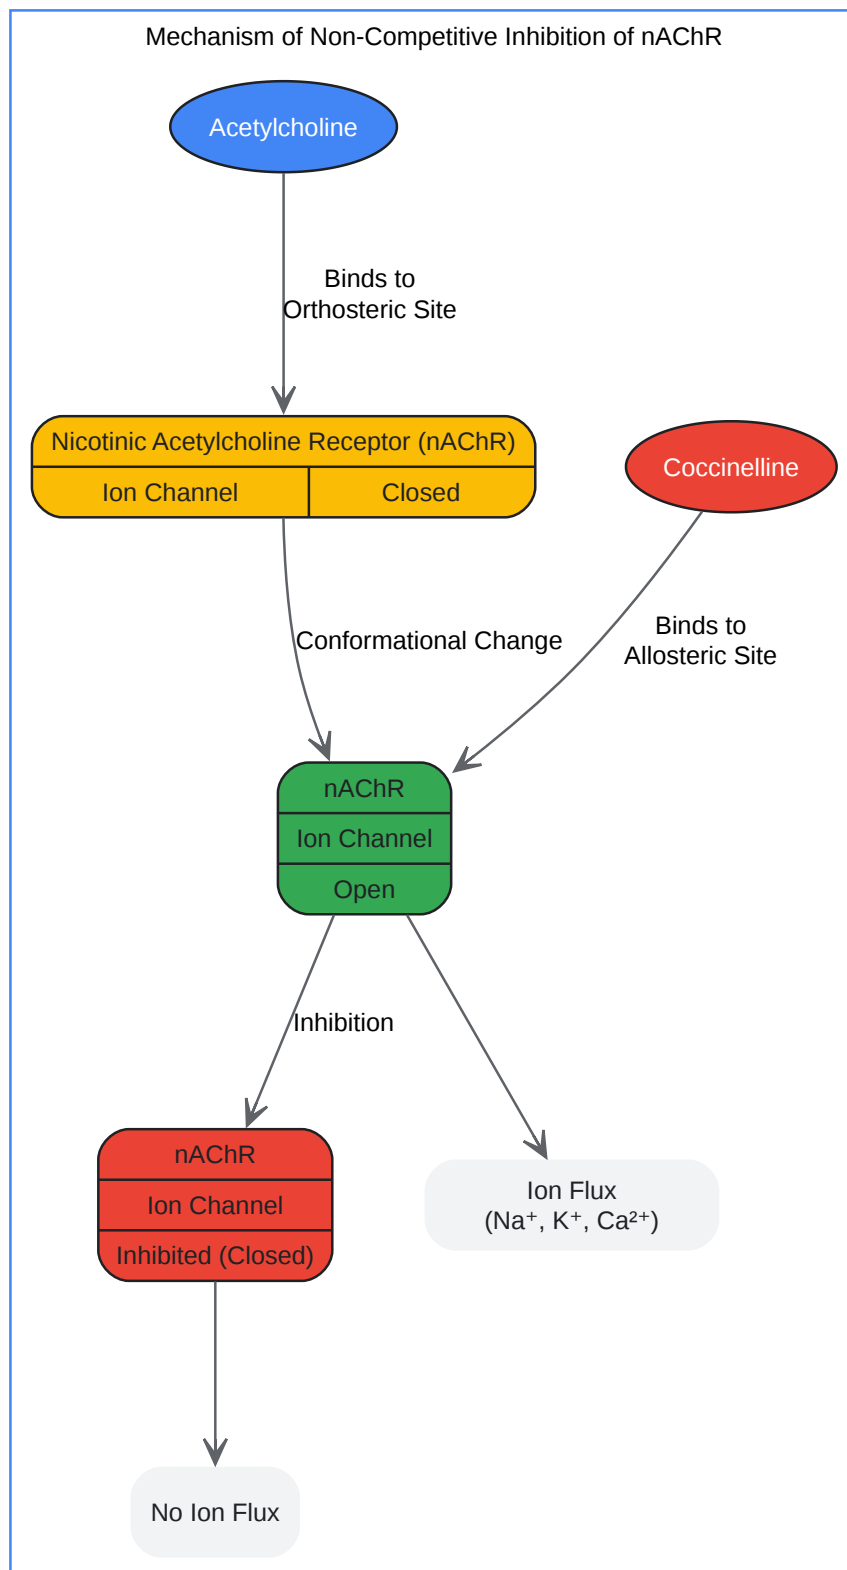 Mechanism of Non-Competitive Inhibition of nAChR
Acetylcholine
Binds to
Orthosteric Site
Nicotinic Acetylcholine Receptor (nAChR)
Ion Channel
Closed
Coccinelline
Conformational Change
Binds to
Allosteric Site
nAChR
Ion Channel
Open
Inhibition
nAChR
Ion Channel
Inhibited (Closed)
Ion Flux
(Na⁺, K⁺, Ca²⁺)
No Ion Flux